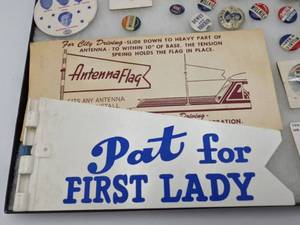 For City Driving - SLIDE DOWN TO HEAVY PART OF
ANTENNA - TO WITHIN 10" OF BASE. THE TENSION
SPRING HOLDS THE FLAG IN PLACE.
AntennaFlag
ITS ANY ANTENNA
Pat for
FIRST LADY